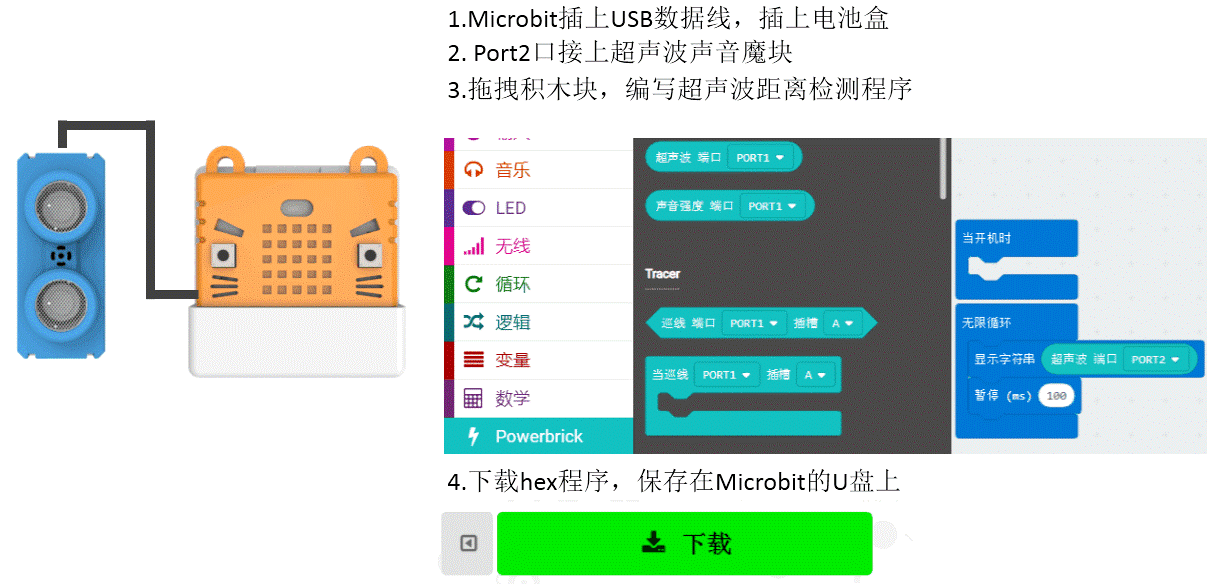 1.Microbit插上USB数据线，插上电池盒
2. Port2口接上超声波声音魔块
3.拖拽积木块，编写超声波距离检测程序
音乐
LED
无线
循环
逻辑
变量
数学
Powerbrick
超声波 端口 PORT1
声音强度 端口 PORT1
Tracer
巡线 端口 PORT1 插槽 A
当巡线 PORT1 插槽 A
当开机时
无限循环
显示字符串 超声波 端口 PORT2
暂停 (ms) 100
4.下载hex程序，保存在Microbit的U盘上
下载